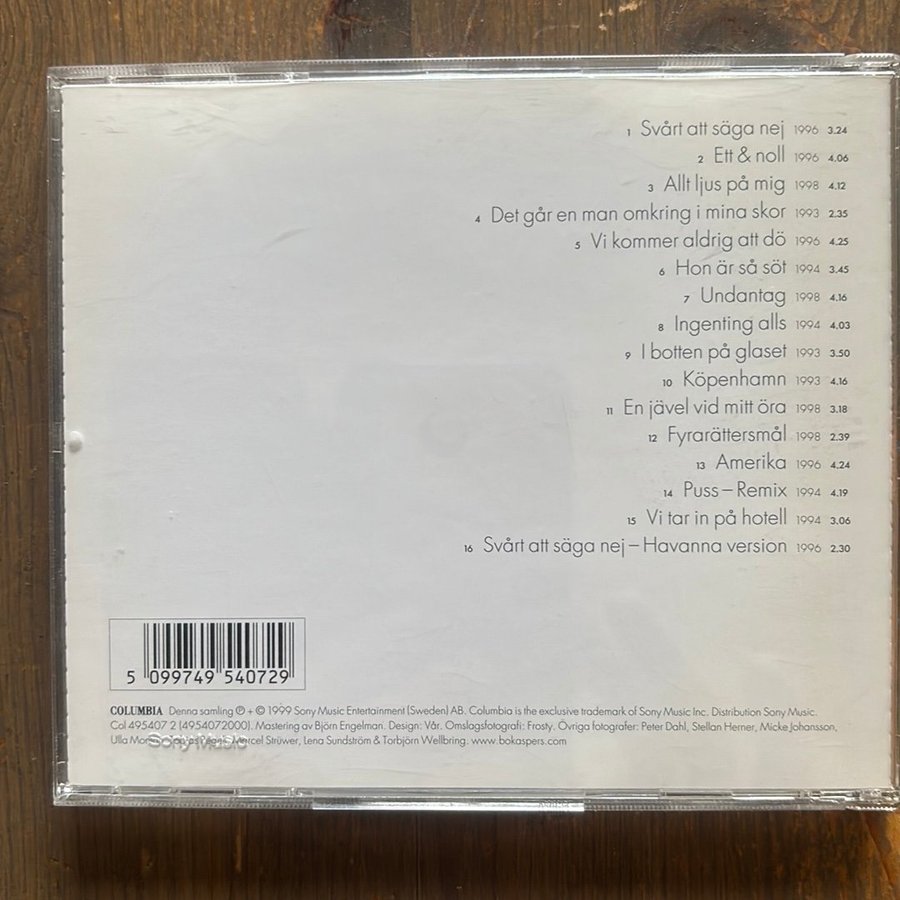 1 Svårt att säga nej 1996 3.24
2 Ett & noll 1996 4.06
3 Allt ljus på mig 1998 4.12
4 Det går en man omkring i mina skor 1993 2.35
5 Vi kommer aldrig att dö 1996 4.25
6 Hon är så söt 1994 3.45
7 Undantag 1998 4.16
8 Ingenting alls 1994 4.03
9 I botten på glaset 1993 3.50
10 Köpenhamn 1993 4.16
11 En jävel vid mitt öra 1998 3.18
12 Fyrarättersmål 1998 2.39
13 Amerika 1996 4.24
14 Puss – Remix 1994 4.19
15 Vi tar in på hotell 1994 3.06
16 Svårt att säga nej – Havanna version 1996 2.30
5 099749 540729
COLUMBIA Denna samling ℗ + © 1999 Sony Music Entertainment (Sweden) AB. Columbia is the exclusive trademark of Sony Music Inc. Distribution Sony Music.
Col 495407 2 (4954072000). Mastering av Björn Engelman. Design: Vår. Omslagsfotografi: Frosty. Övriga fotografer: Peter Dahl, Stellan Herner, Micke Johansson,
Ulla Strüwer, Lena Sundström & Torbjörn Wellbring. www.bokaspers.com
Sony Music